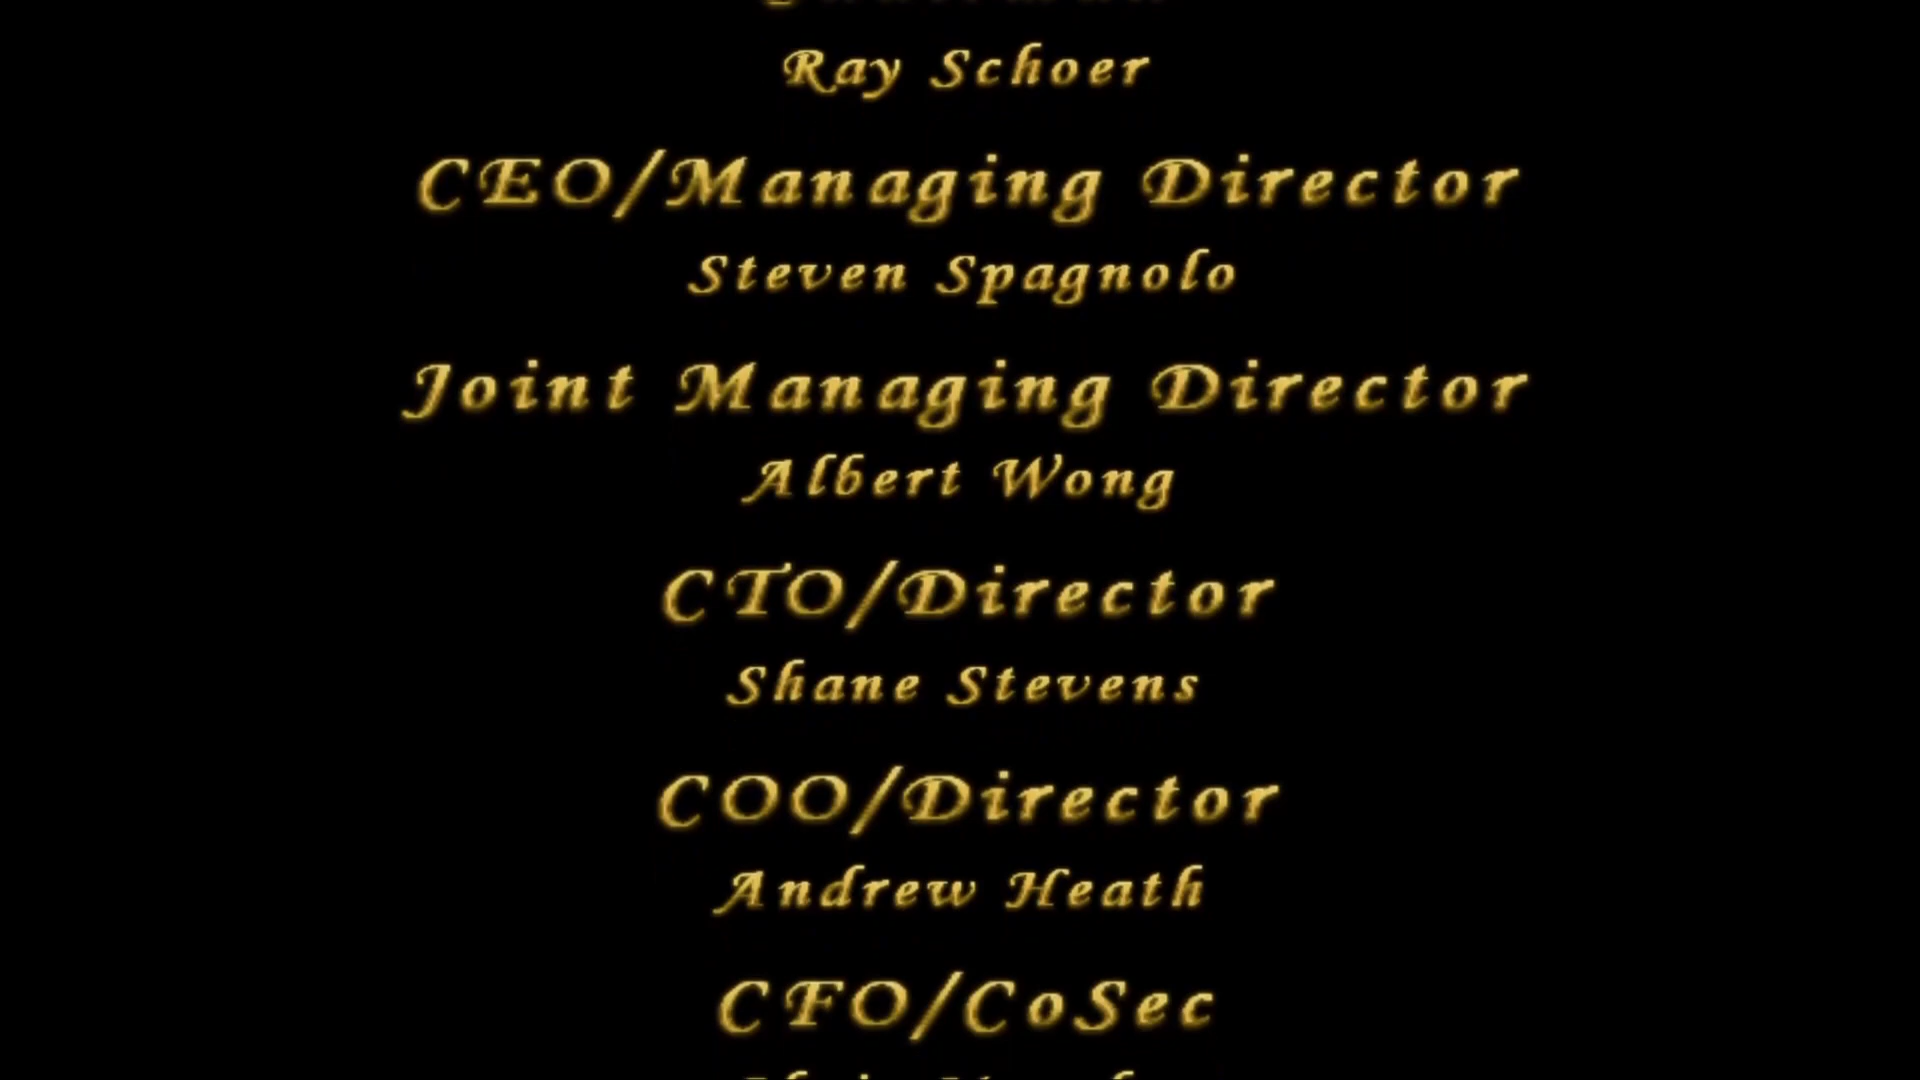 Ray Schoer
CEO/Managing Director
Steven Spagnolo
Joint Managing Director
Albert Wong
CTO/Director
Shane Stevens
COO/Director
Andrew Heath
CFO/CoSec